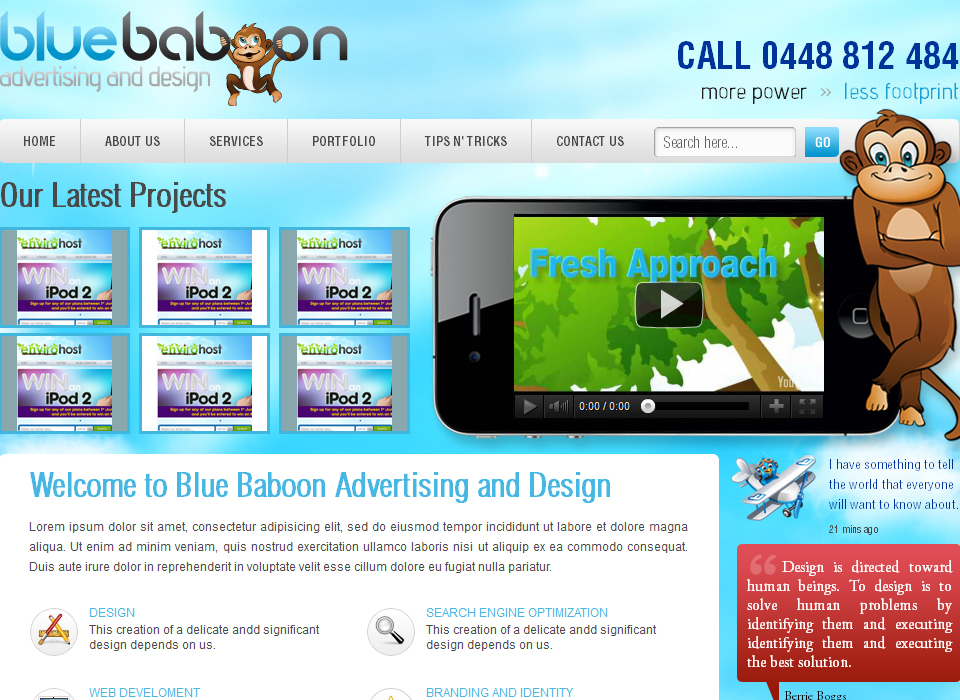 bluebaboon
advertising and design
CALL 0448 812 484
more power » less footprint
HOME
ABOUT US
SERVICES
PORTFOLIO
TIPS N' TRICKS
CONTACT US
Search here...
GO
Our Latest Projects
envirohost
WIN an
iPod 2
envirohost
WIN an
iPod 2
envirohost
WIN an
iPod 2
envirohost
WIN an
iPod 2
envirohost
WIN an
iPod 2
envirohost
WIN an
iPod 2
Fresh Approach
0:00 / 0:00
Welcome to Blue Baboon Advertising and Design
Lorem ipsum dolor sit amet, consectetur adipisicing elit, sed do eiusmod tempor incididunt ut labore et dolore magna
aliqua. Ut enim ad minim veniam, quis nostrud exercitation ullamco laboris nisi ut aliquip ex ea commodo consequat.
Duis aute irure dolor in reprehenderit in voluptate velit esse cillum dolore eu fugiat nulla pariatur.
DESIGN
This creation of a delicate andd significant
design depends on us.
SEARCH ENGINE OPTIMIZATION
This creation of a delicate andd significant
design depends on us.
WEB DEVELOMENT
BRANDING AND IDENTITY
I have something to tell
the world that everyone
will want to know about.
21 mins ago
“ Design is directed toward
human beings. To design is to
solve human problems by
identifying them and executing
identifying them and executing
the best solution.
Berrie Boggs